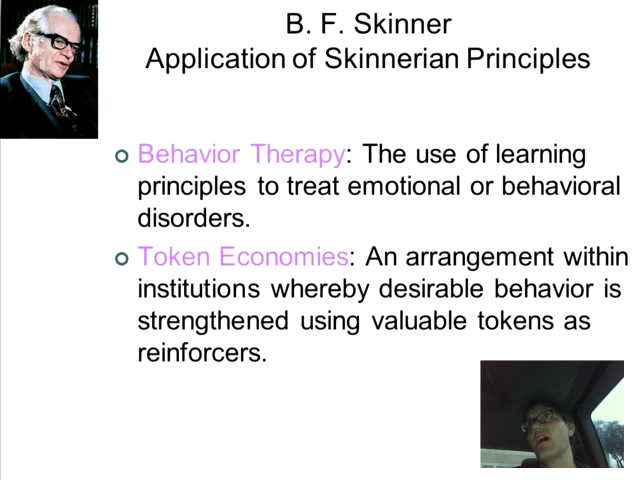 B. F. Skinner
Application of Skinnerian Principles
Behavior Therapy: The use of learning
principles to treat emotional or behavioral
disorders.
Token Economies: An arrangement within
institutions whereby desirable behavior is
strengthened using valuable tokens as
reinforcers.